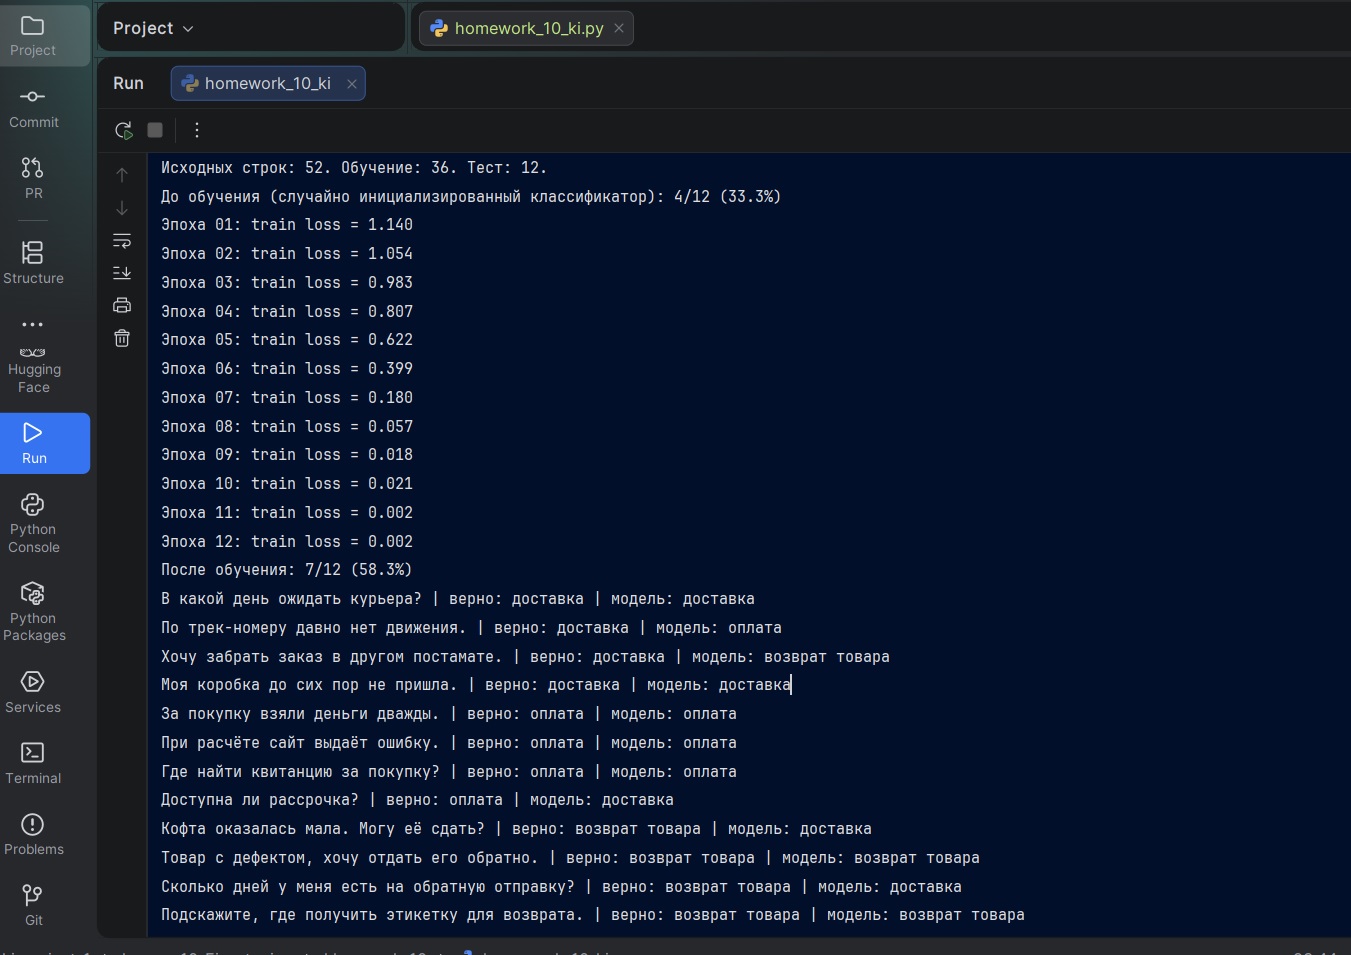 Project
homework_10_ki.py
Project
Commit
PR
Structure
Hugging
Face
Run
Python
Console
Python
Packages
Services
Terminal
Problems
Git
Run
homework_10_ki
Исходных строк: 52. Обучение: 36. Тест: 12.
До обучения (случайно инициализированный классификатор): 4/12 (33.3%)
Эпоха 01: train loss = 1.140
Эпоха 02: train loss = 1.054
Эпоха 03: train loss = 0.983
Эпоха 04: train loss = 0.807
Эпоха 05: train loss = 0.622
Эпоха 06: train loss = 0.399
Эпоха 07: train loss = 0.180
Эпоха 08: train loss = 0.057
Эпоха 09: train loss = 0.018
Эпоха 10: train loss = 0.021
Эпоха 11: train loss = 0.002
Эпоха 12: train loss = 0.002
После обучения: 7/12 (58.3%)
В какой день ожидать курьера? | верно: доставка | модель: доставка
По трек-номеру давно нет движения. | верно: доставка | модель: оплата
Хочу забрать заказ в другом постамате. | верно: доставка | модель: возврат товара
Моя коробка до сих пор не пришла. | верно: доставка | модель: доставка
За покупку взяли деньги дважды. | верно: оплата | модель: оплата
При расчёте сайт выдаёт ошибку. | верно: оплата | модель: оплата
Где найти квитанцию за покупку? | верно: оплата | модель: оплата
Доступна ли рассрочка? | верно: оплата | модель: доставка
Кофта оказалась мала. Могу её сдать? | верно: возврат товара | модель: доставка
Товар с дефектом, хочу отдать его обратно. | верно: возврат товара | модель: возврат товара
Сколько дней у меня есть на обратную отправку? | верно: возврат товара | модель: доставка
Подскажите, где получить этикетку для возврата. | верно: возврат товара | модель: возврат товара